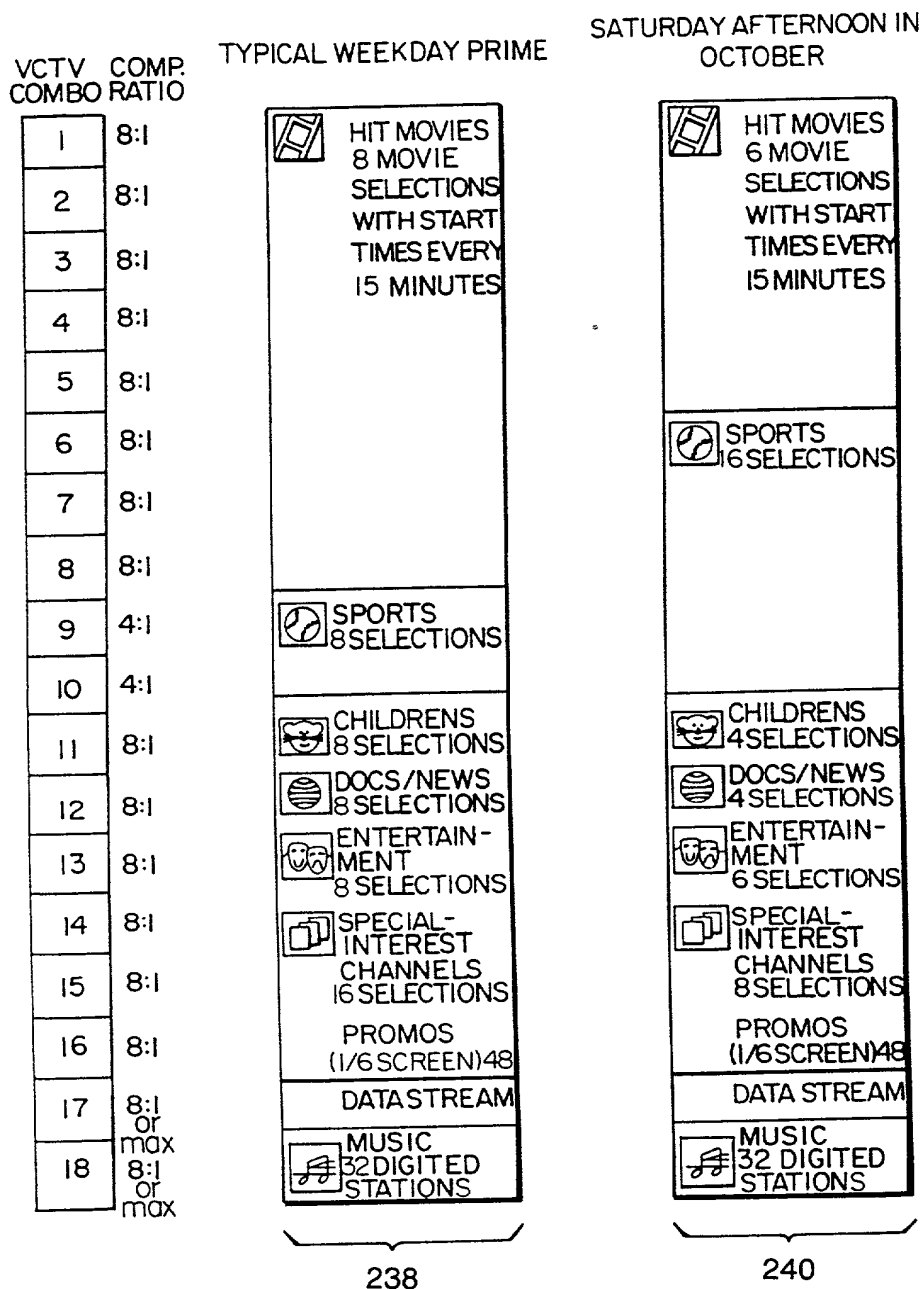 VCTV COMBO
COMP. RATIO
TYPICAL WEEKDAY PRIME
SATURDAY AFTERNOON IN
OCTOBER
1 8:1
2 8:1
3 8:1
4 8:1
5 8:1
6 8:1
7 8:1
8 8:1
9 4:1
10 4:1
11 8:1
12 8:1
13 8:1
14 8:1
15 8:1
16 8:1
17 8:1
or
max
18 8:1
or
max
HIT MOVIES
8 MOVIE
SELECTIONS
WITH START
TIMES EVERY
15 MINUTES
SPORTS
8 SELECTIONS
CHILDRENS
8 SELECTIONS
DOCS/NEWS
8 SELECTIONS
ENTERTAIN-
MENT
8 SELECTIONS
SPECIAL-
INTEREST
CHANNELS
16 SELECTIONS
PROMOS
(1/6 SCREEN) 48
DATA STREAM
MUSIC
32 DIGITED
STATIONS
238
HIT MOVIES
6 MOVIE
SELECTIONS
WITH START
TIMES EVERY
15 MINUTES
SPORTS
16 SELECTIONS
CHILDRENS
4 SELECTIONS
DOCS/NEWS
4 SELECTIONS
ENTERTAIN-
MENT
6 SELECTIONS
SPECIAL-
INTEREST
CHANNELS
8 SELECTIONS
PROMOS
(1/6 SCREEN) 48
DATA STREAM
MUSIC
32 DIGITED
STATIONS
240